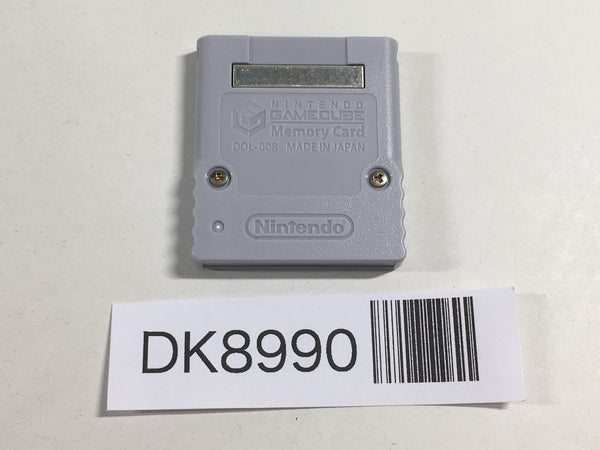 NINTENDO
GAMECUBE
Memory Card
DOL-008 MADE IN JAPAN
Nintendo
DK8990